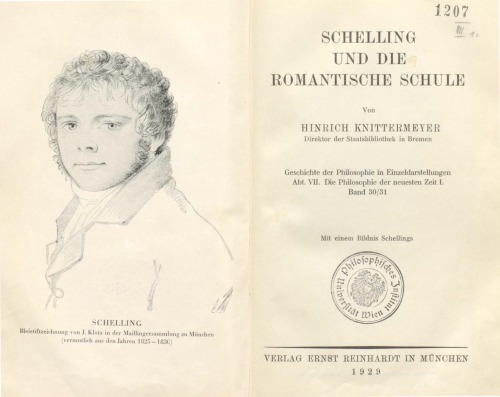 SCHELLING
Bleistiftzeichnung von J. Klotz in der Maillingersammlung zu München
(vermutlich aus den Jahren 1825–1830)
1207
III
SCHELLING
UND DIE
ROMANTISCHE SCHULE
Von
HINRICH KNITTERMEYER
Direktor der Staatsbibliothek in Bremen
Geschichte der Philosophie in Einzeldarstellungen
Abt. VII. Die Philosophie der neuesten Zeit I.
Band 30/31
Mit einem Bildnis Schellings
Philosophisches Institut
Universität Wien
VERLAG ERNST REINHARDT IN MÜNCHEN
1929